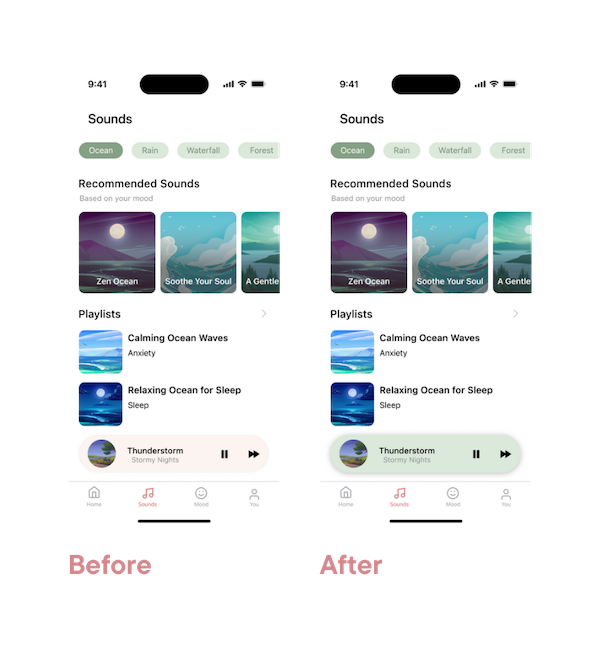 9:41
Sounds
Ocean Rain Waterfall Forest
Recommended Sounds
Based on your mood
Zen Ocean Soothe Your Soul A Gentle
Playlists
Calming Ocean Waves
Anxiety
Relaxing Ocean for Sleep
Sleep
Thunderstorm
Stormy Nights
Home Sounds Mood You
Before
9:41
Sounds
Ocean Rain Waterfall Forest
Recommended Sounds
Based on your mood
Zen Ocean Soothe Your Soul A Gentle
Playlists
Calming Ocean Waves
Anxiety
Relaxing Ocean for Sleep
Sleep
Thunderstorm
Stormy Nights
Home Sounds Mood You
After